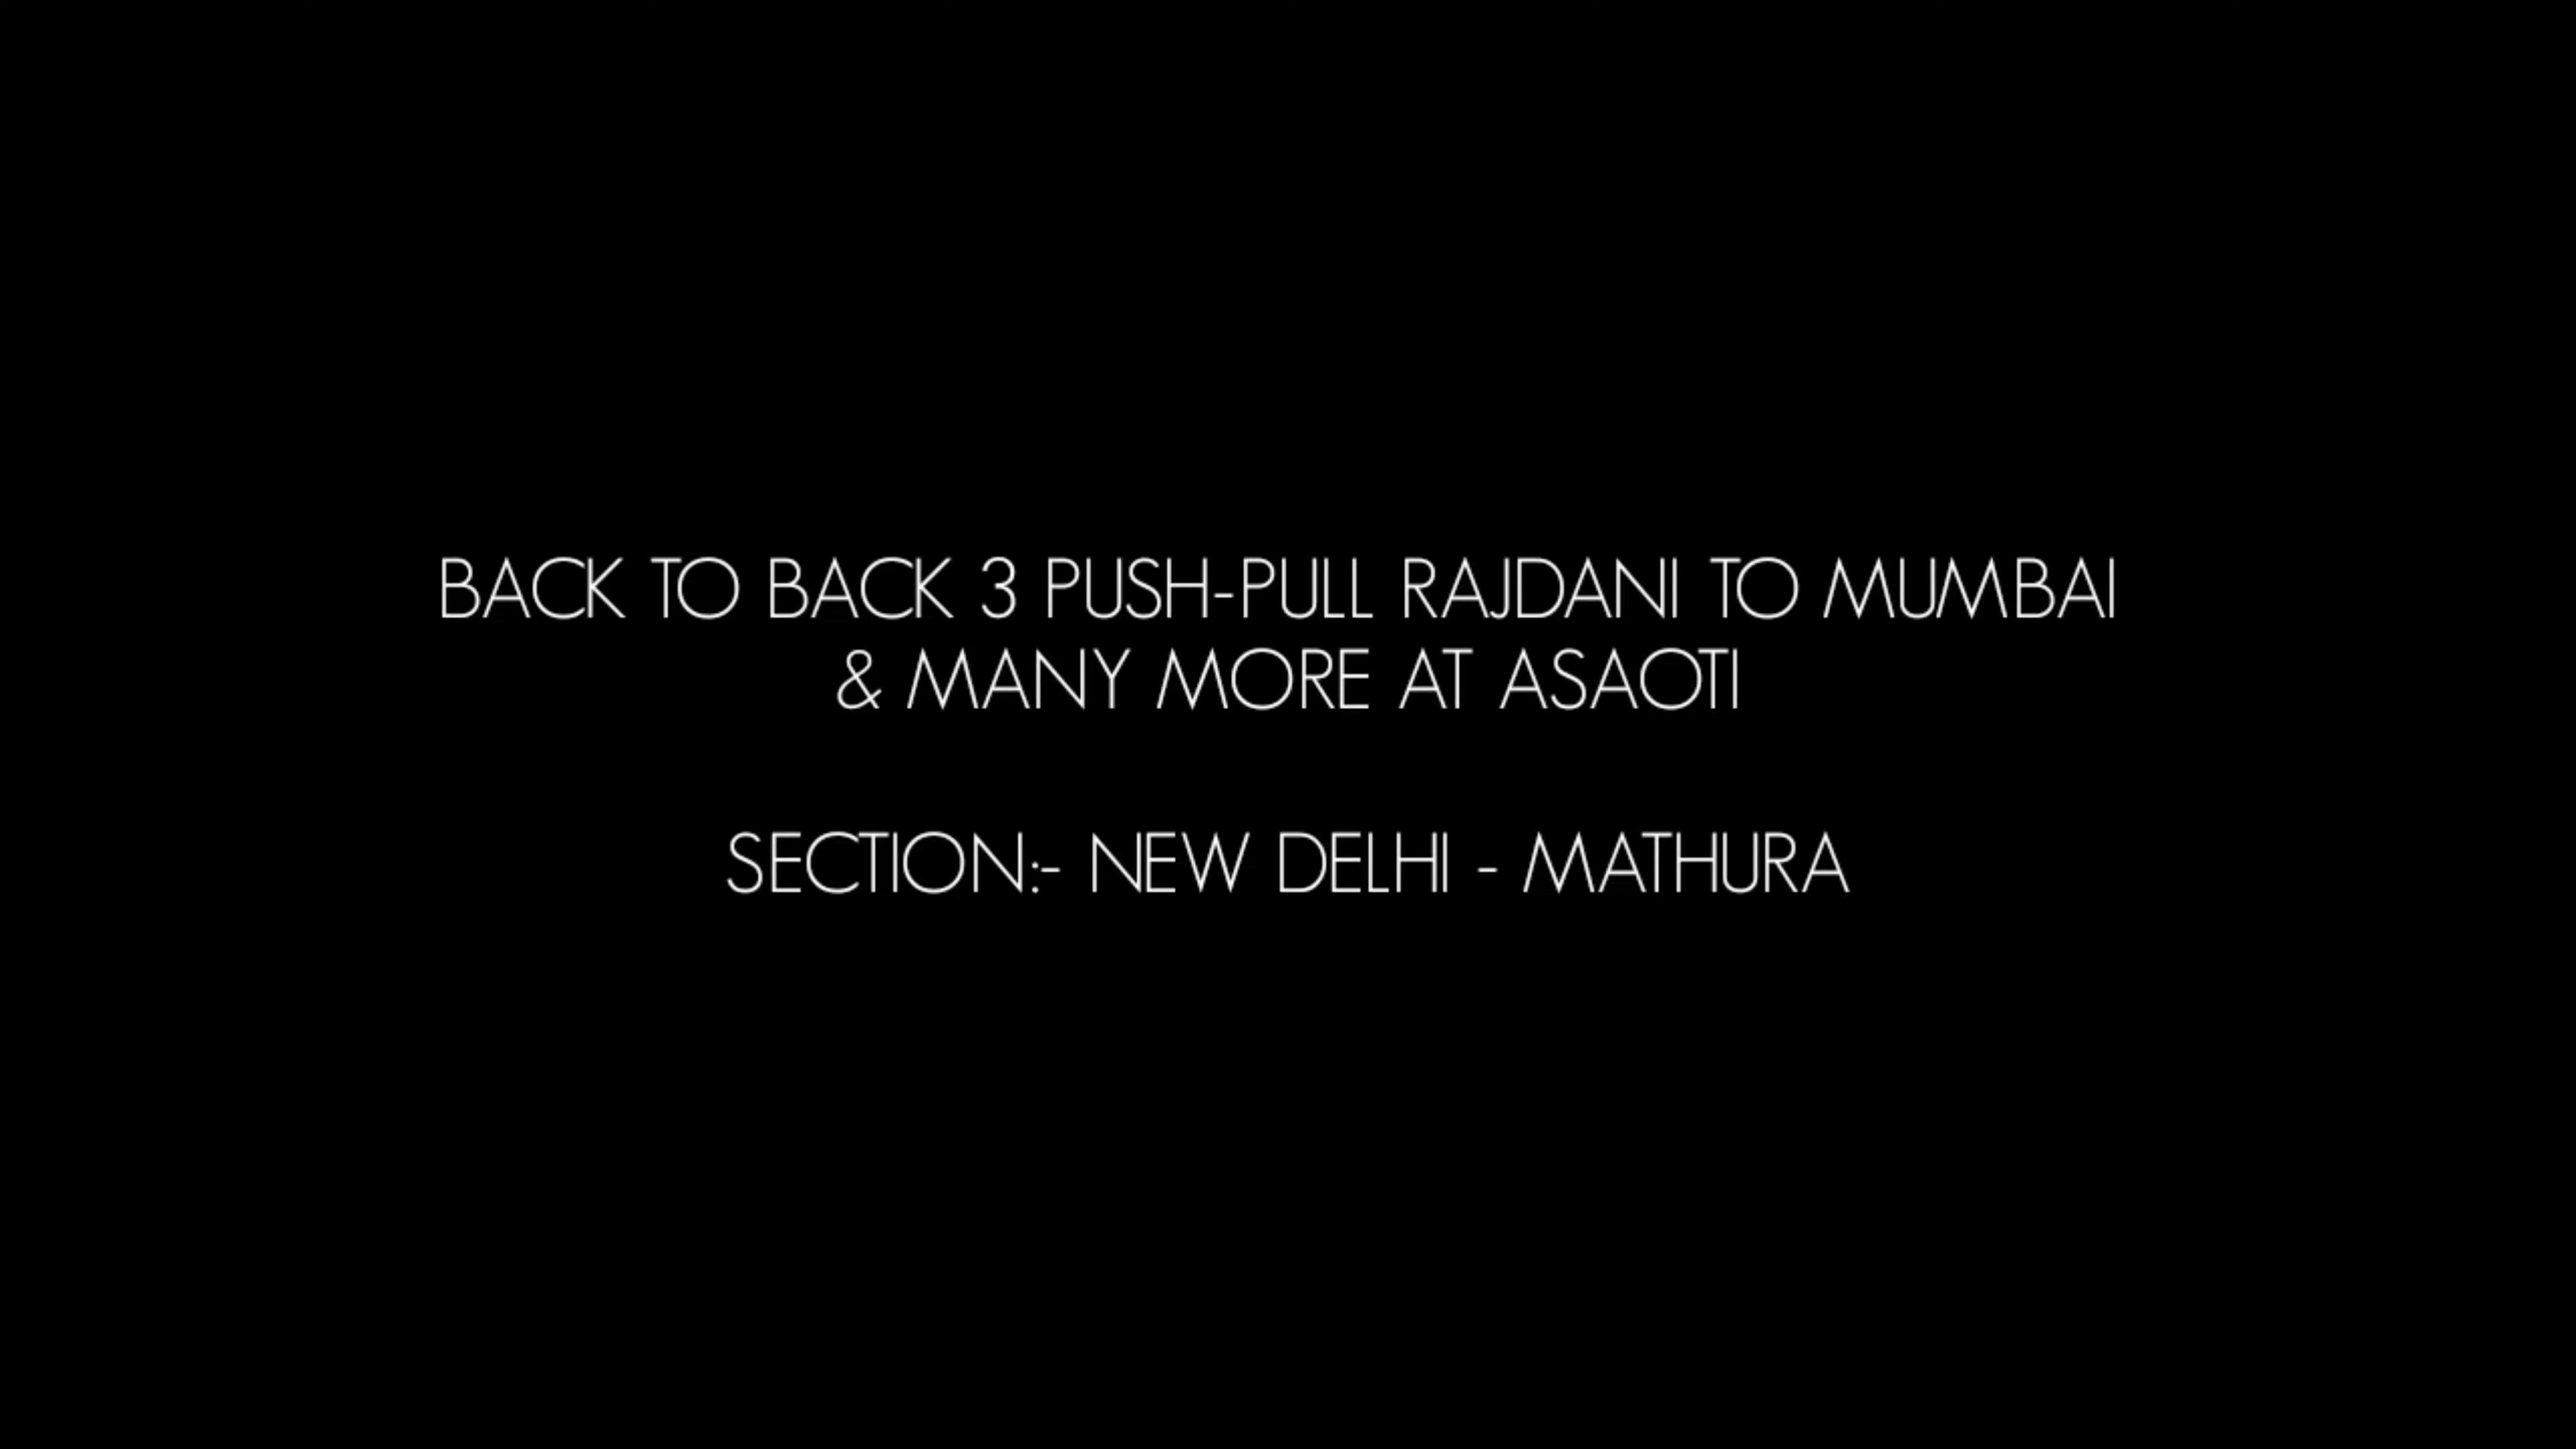 BACK TO BACK 3 PUSH-PULL RAJDANI TO MUMBAI
& MANY MORE AT ASAOTI
SECTION:- NEW DELHI - MATHURA